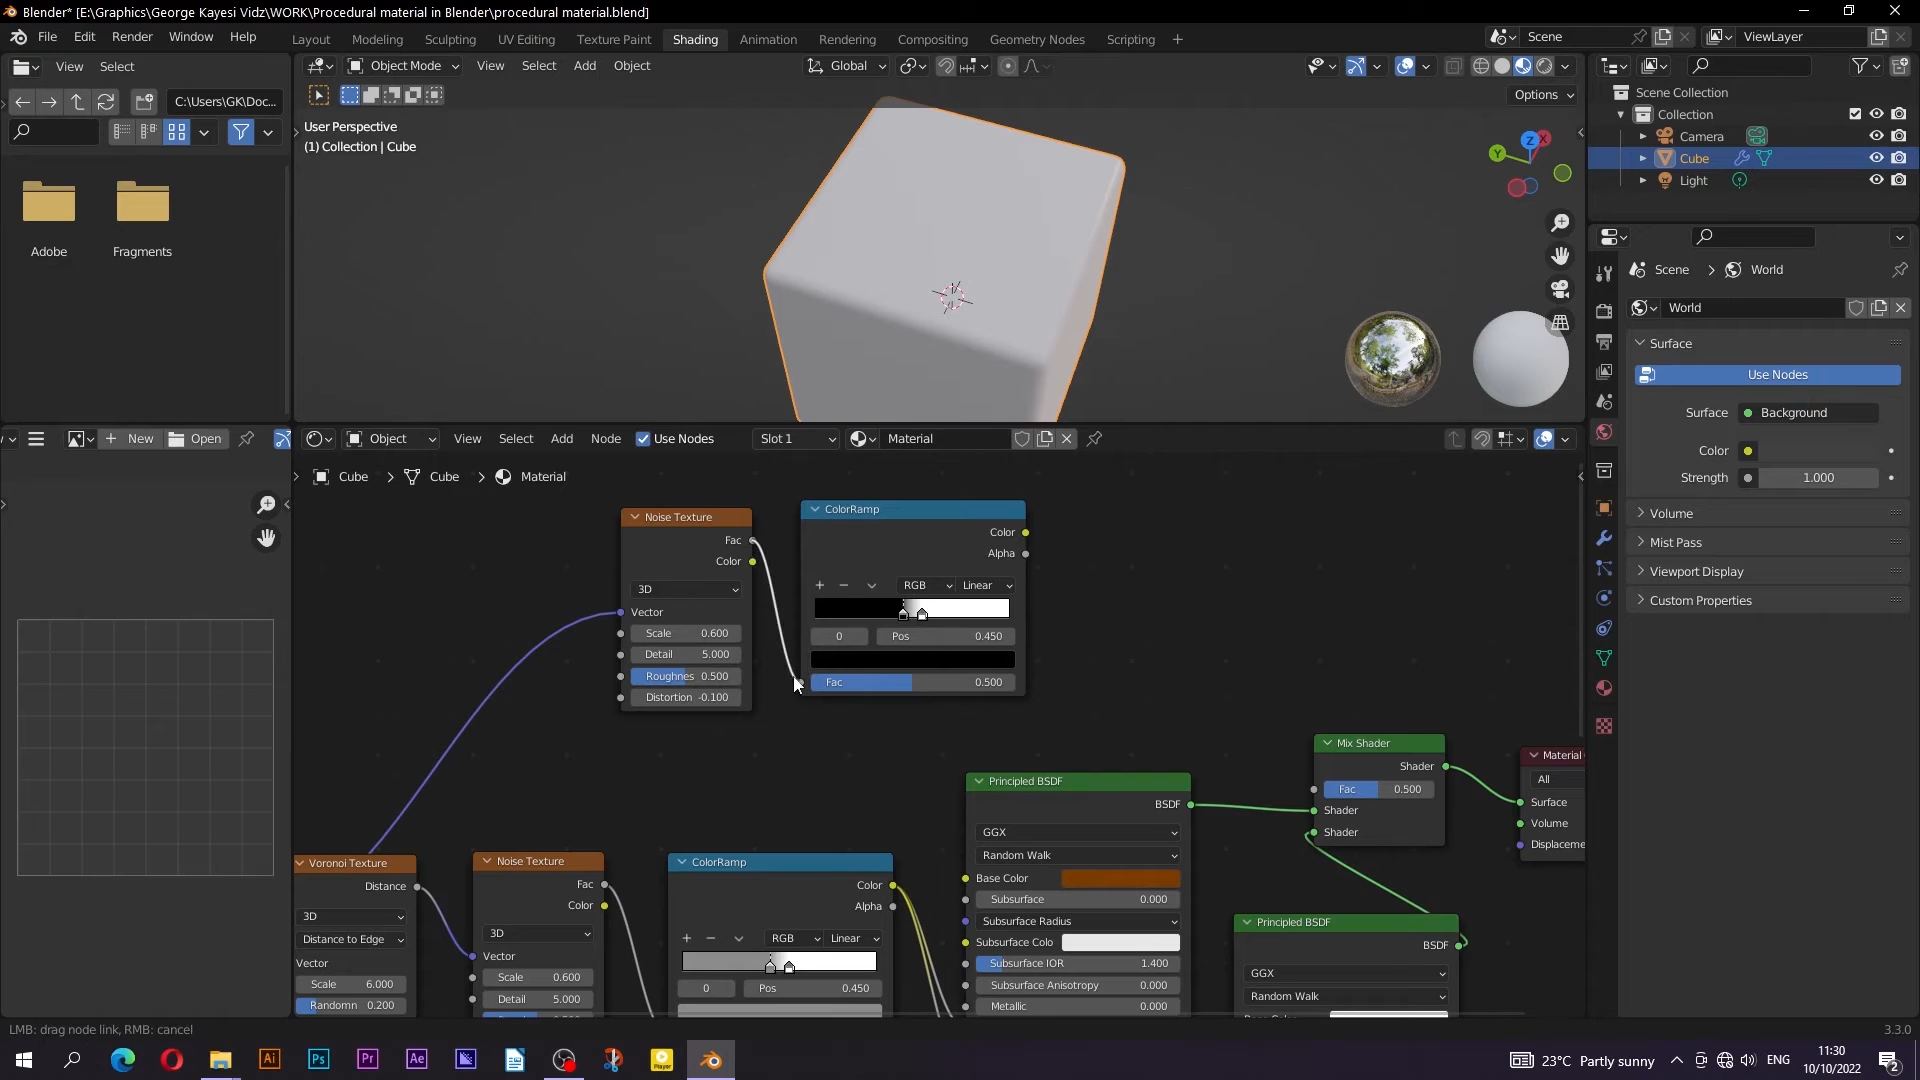 Blender* [E:\Graphics\George Kayesi Vidz\WORK\Procedural material in Blender\procedural material.blend]
File Edit Render Window Help
Layout Modeling Sculpting UV Editing Texture Paint Shading Animation Rendering Compositing Geometry Nodes Scripting +
Scene
ViewLayer
View Select
C:\Users\GK\Doc...
Adobe
Fragments
Object Mode View Select Add Object
Global
Options
User Perspective
(1) Collection | Cube
Z
X
Y
Scene Collection
Collection
Camera
Cube
Light
Scene > World
World
Surface
Use Nodes
Surface Background
Color
Strength 1.000
Volume
Mist Pass
Viewport Display
Custom Properties
New Open
Object View Select Add Node Use Nodes Slot 1 Material
Cube > Cube > Material
Noise Texture
Fac
Color
3D
Vector
Scale 0.600
Detail 5.000
Roughnes 0.500
Distortion -0.100
ColorRamp
Color
Alpha
+ − RGB Linear
0 Pos 0.450
Fac 0.500
Voronoi Texture
Distance
3D
Distance to Edge
Vector
Scale 6.000
Randomn 0.200
Noise Texture
Fac
Color
3D
Vector
Scale 0.600
Detail 5.000
ColorRamp
Color
Alpha
+ − RGB Linear
0 Pos 0.450
Principled BSDF
BSDF
GGX
Random Walk
Base Color
Subsurface 0.000
Subsurface Radius
Subsurface Colo
Subsurface IOR 1.400
Subsurface Anisotropy 0.000
Metallic 0.000
Mix Shader
Shader
Fac 0.500
Shader
Shader
Principled BSDF
BSDF
GGX
Random Walk
Material
All
Surface
Volume
Displaceme
LMB: drag node link, RMB: cancel
3.3.0
Ai Ps Pr Ae
Player
23°C Partly sunny
ENG
11:30
10/10/2022
2